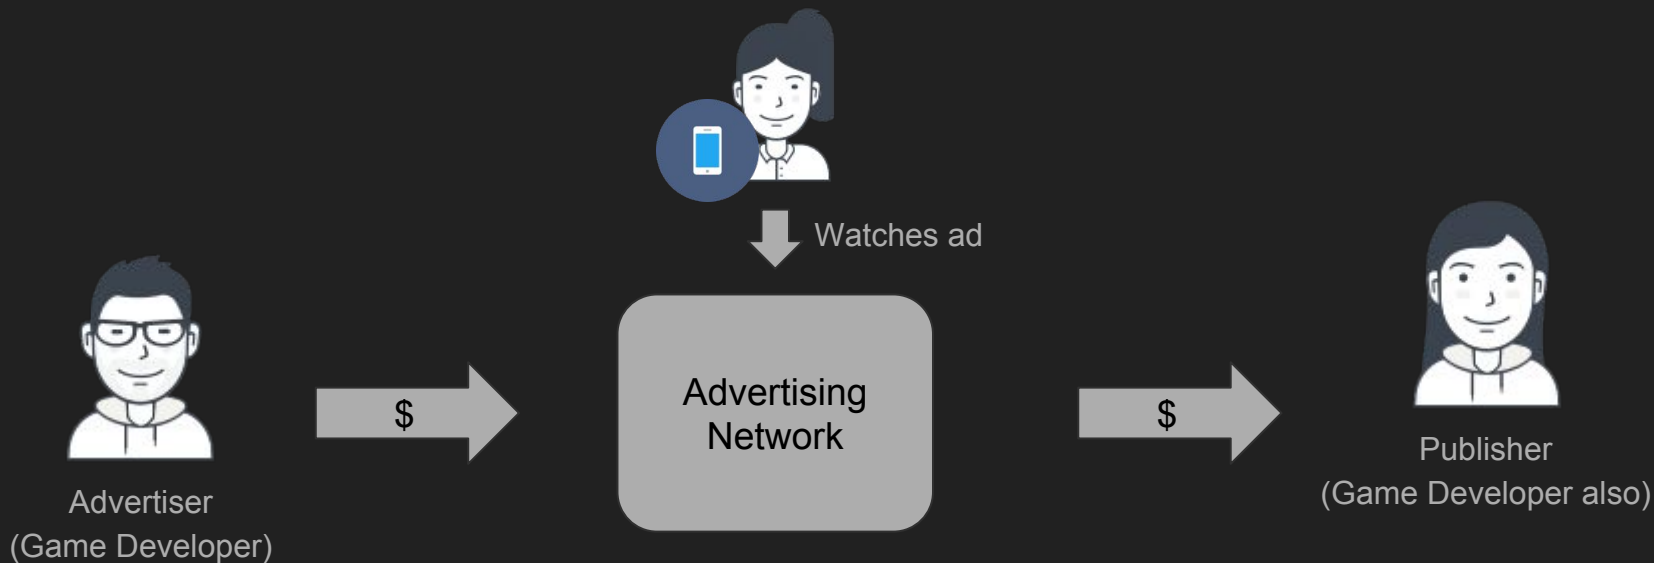 Watches ad
Advertiser
(Game Developer)
$
Advertising
Network
$
Publisher
(Game Developer also)